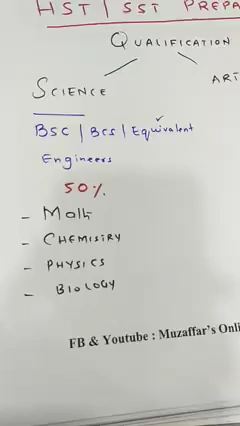 HST | SST PREPA
QUALIFICATION
SCIENCE
ART
BSC | BCS | Equivalent
Engineers
50%
- Math
- CHEMISTRY
- PHYSICS
- BIOLOGY
FB & Youtube : Muzaffar's Onli